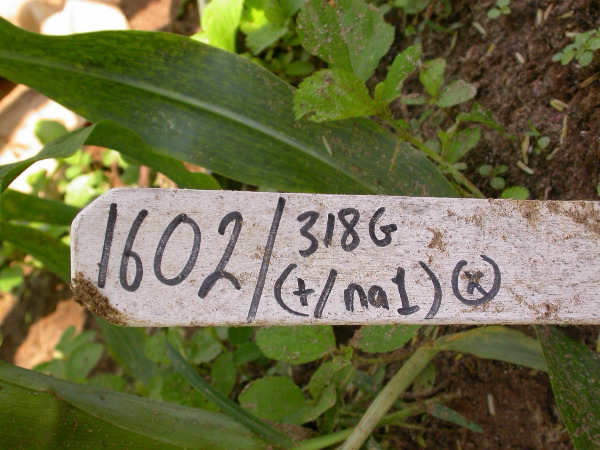 1602/ 318G
(+/na1) ⊗